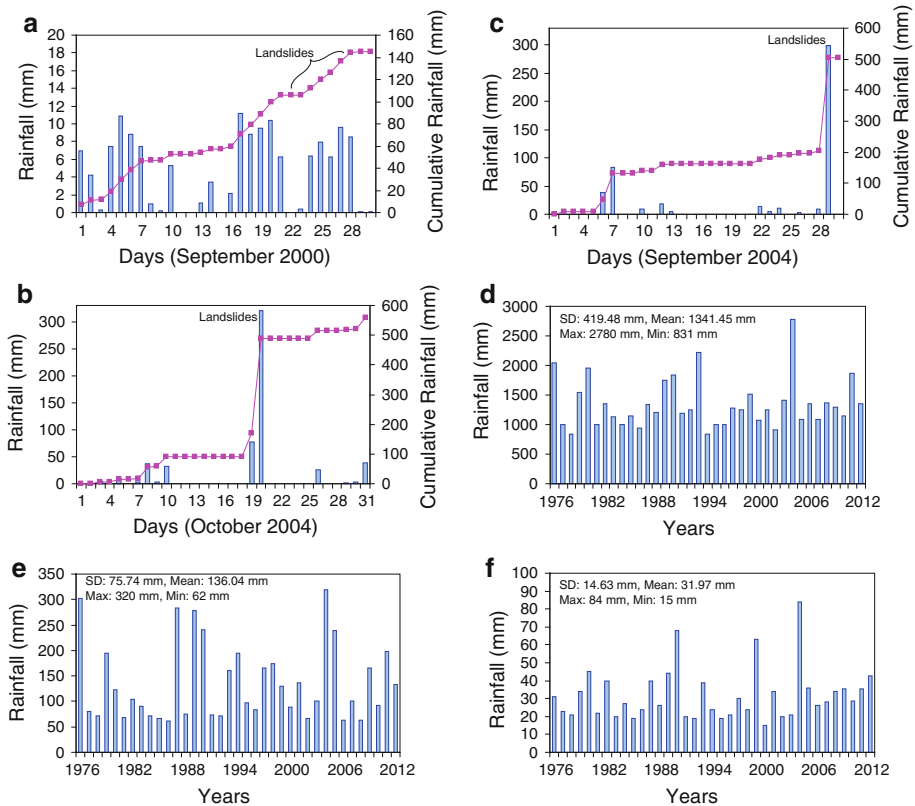 a
20
18
16
14
12
10
8
6
4
2
0
Rainfall (mm)
Landslides
160
140
120
100
80
60
40
20
0
Cumulative Rainfall (mm)
1 4 7 10 13 16 19 22 25 28
Days (September 2000)
c
300
250
200
150
100
50
0
Rainfall (mm)
Landslides
600
500
400
300
200
100
0
Cumulative Rainfall (mm)
1 4 7 10 13 16 19 22 25 28
Days (September 2004)
b
300
250
200
150
100
50
0
Rainfall (mm)
Landslides
600
500
400
300
200
100
0
Cumulative Rainfall (mm)
1 4 7 10 13 16 19 22 25 28 31
Days (October 2004)
d
3000
2500
2000
1500
1000
500
0
Rainfall (mm)
SD: 419.48 mm, Mean: 1341.45 mm
Max: 2780 mm, Min: 831 mm
1976 1982 1988 1994 2000 2006 2012
Years
e
350
300
250
200
150
100
50
0
Rainfall (mm)
SD: 75.74 mm, Mean: 136.04 mm
Max: 320 mm, Min: 62 mm
1976 1982 1988 1994 2000 2006 2012
Years
f
100
90
80
70
60
50
40
30
20
10
0
Rainfall (mm)
SD: 14.63 mm, Mean: 31.97 mm
Max: 84 mm, Min: 15 mm
1976 1982 1988 1994 2000 2006 2012
Years